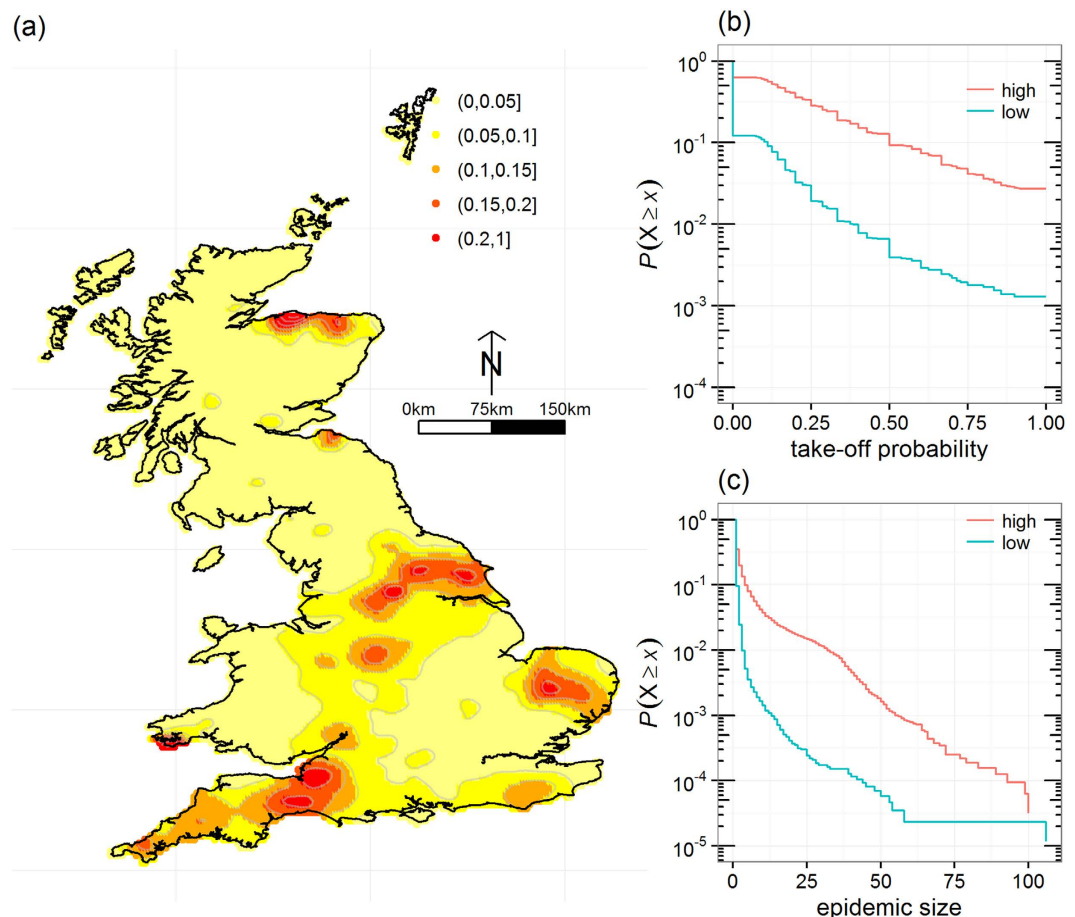 (a)
(0,0.05]
(0.05,0.1]
(0.1,0.15]
(0.15,0.2]
(0.2,1]
N
0km 75km 150km
(b)
10⁰
10⁻¹
10⁻²
10⁻³
10⁻⁴
P(X ≥ x)
high
low
0.00 0.25 0.50 0.75 1.00
take-off probability
(c)
10⁰
10⁻¹
10⁻²
10⁻³
10⁻⁴
10⁻⁵
P(X ≥ x)
high
low
0 25 50 75 100
epidemic size